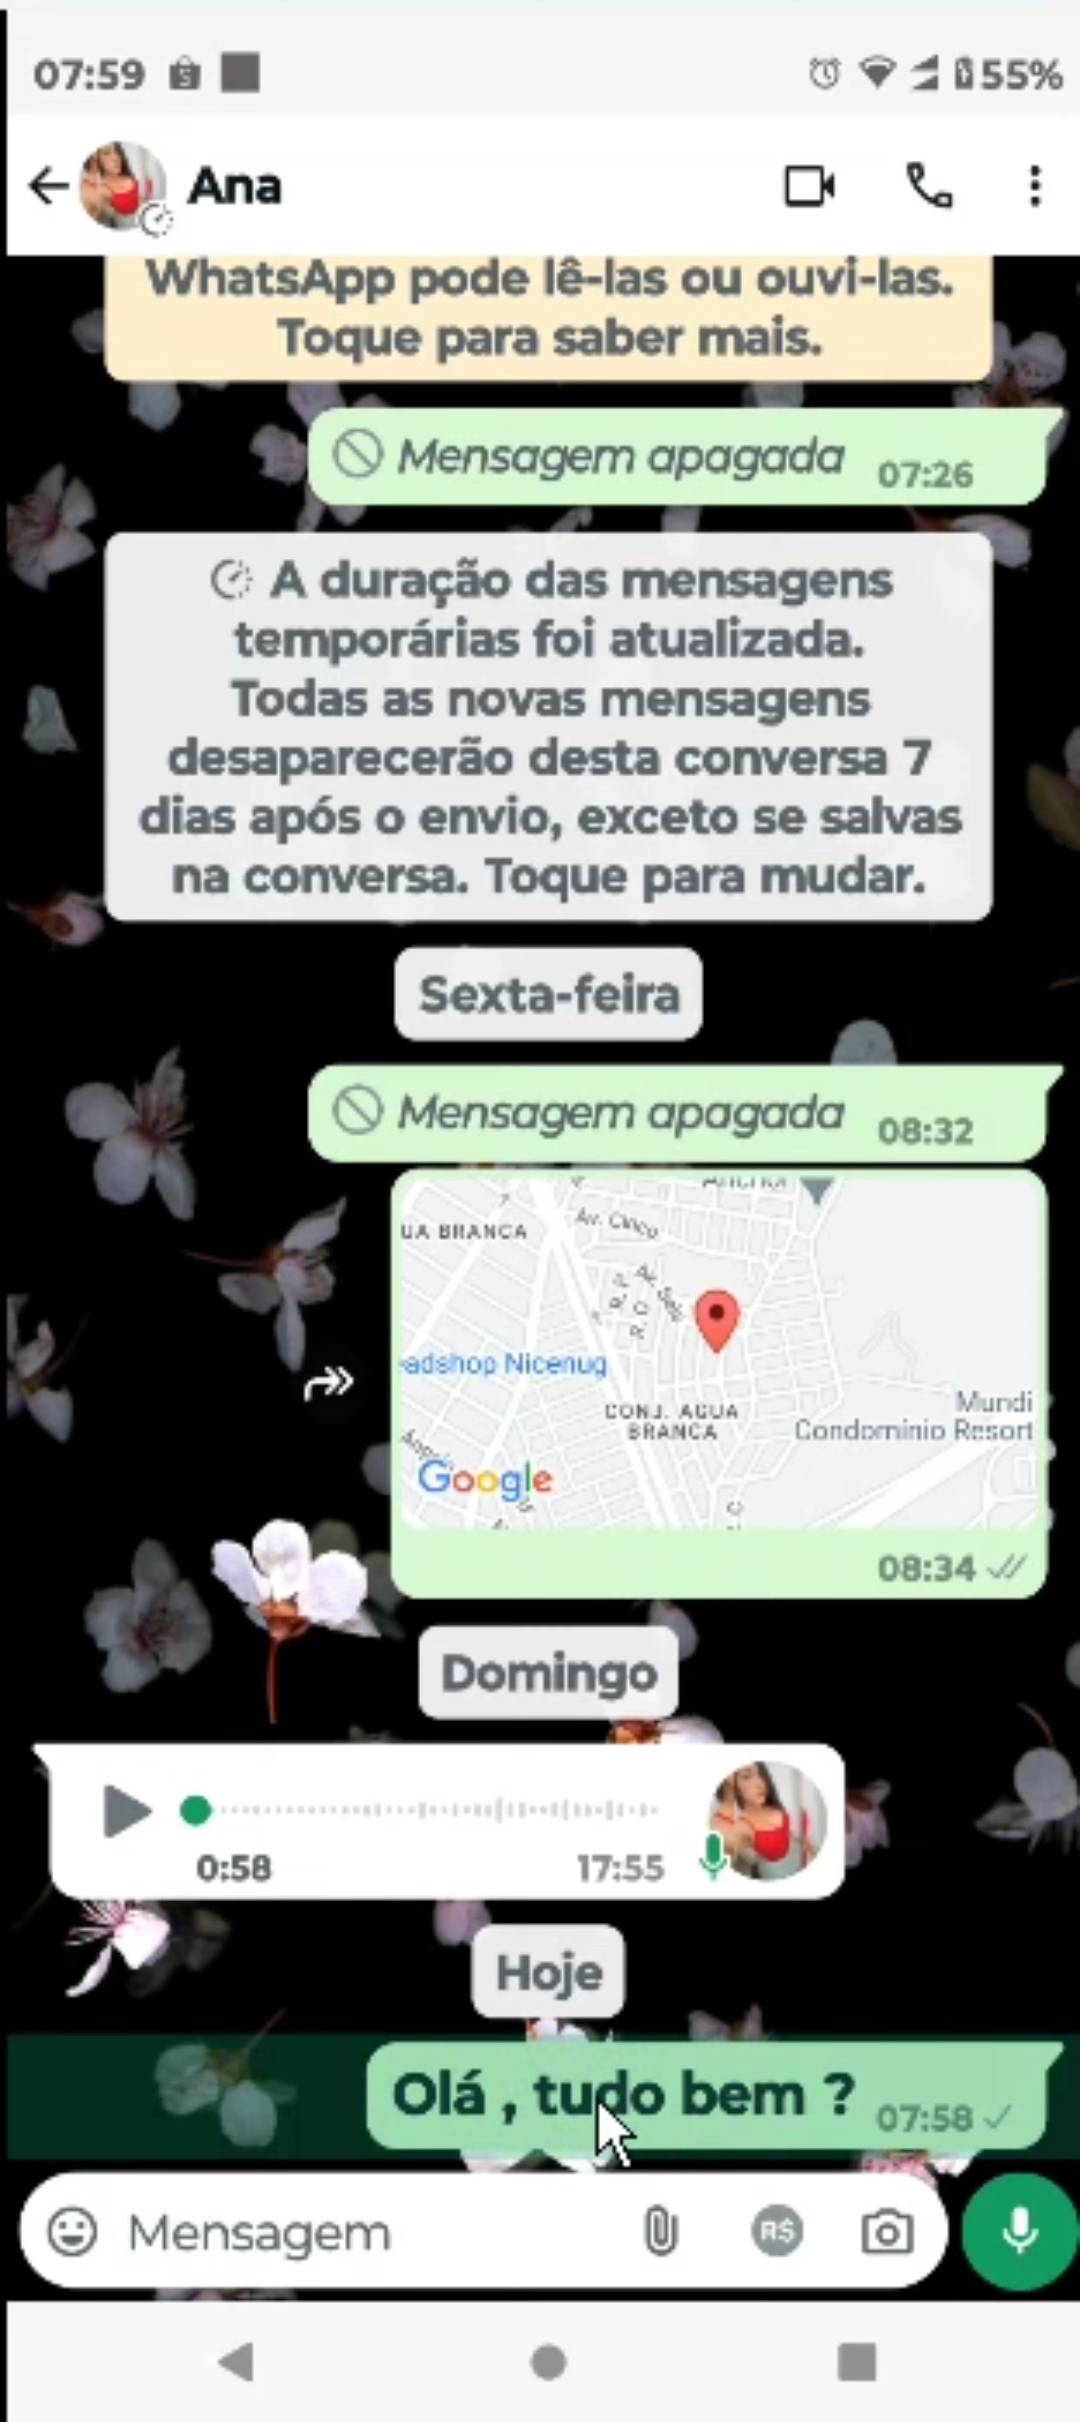 07:59
55%
Ana
WhatsApp pode lê-las ou ouvi-las.
Toque para saber mais.
Mensagem apagada 07:26
A duração das mensagens
temporárias foi atualizada.
Todas as novas mensagens
desaparecerão desta conversa 7
dias após o envio, exceto se salvas
na conversa. Toque para mudar.
Sexta-feira
Mensagem apagada 08:32
UA BRANCA
Av. Cinco
adshop Nicenug
CONJ. AGUA
BRANCA
Mundi
Condominio Resort
Google
08:34
Domingo
0:58 17:55
Hoje
Olá , tudo bem ? 07:58
Mensagem
R$